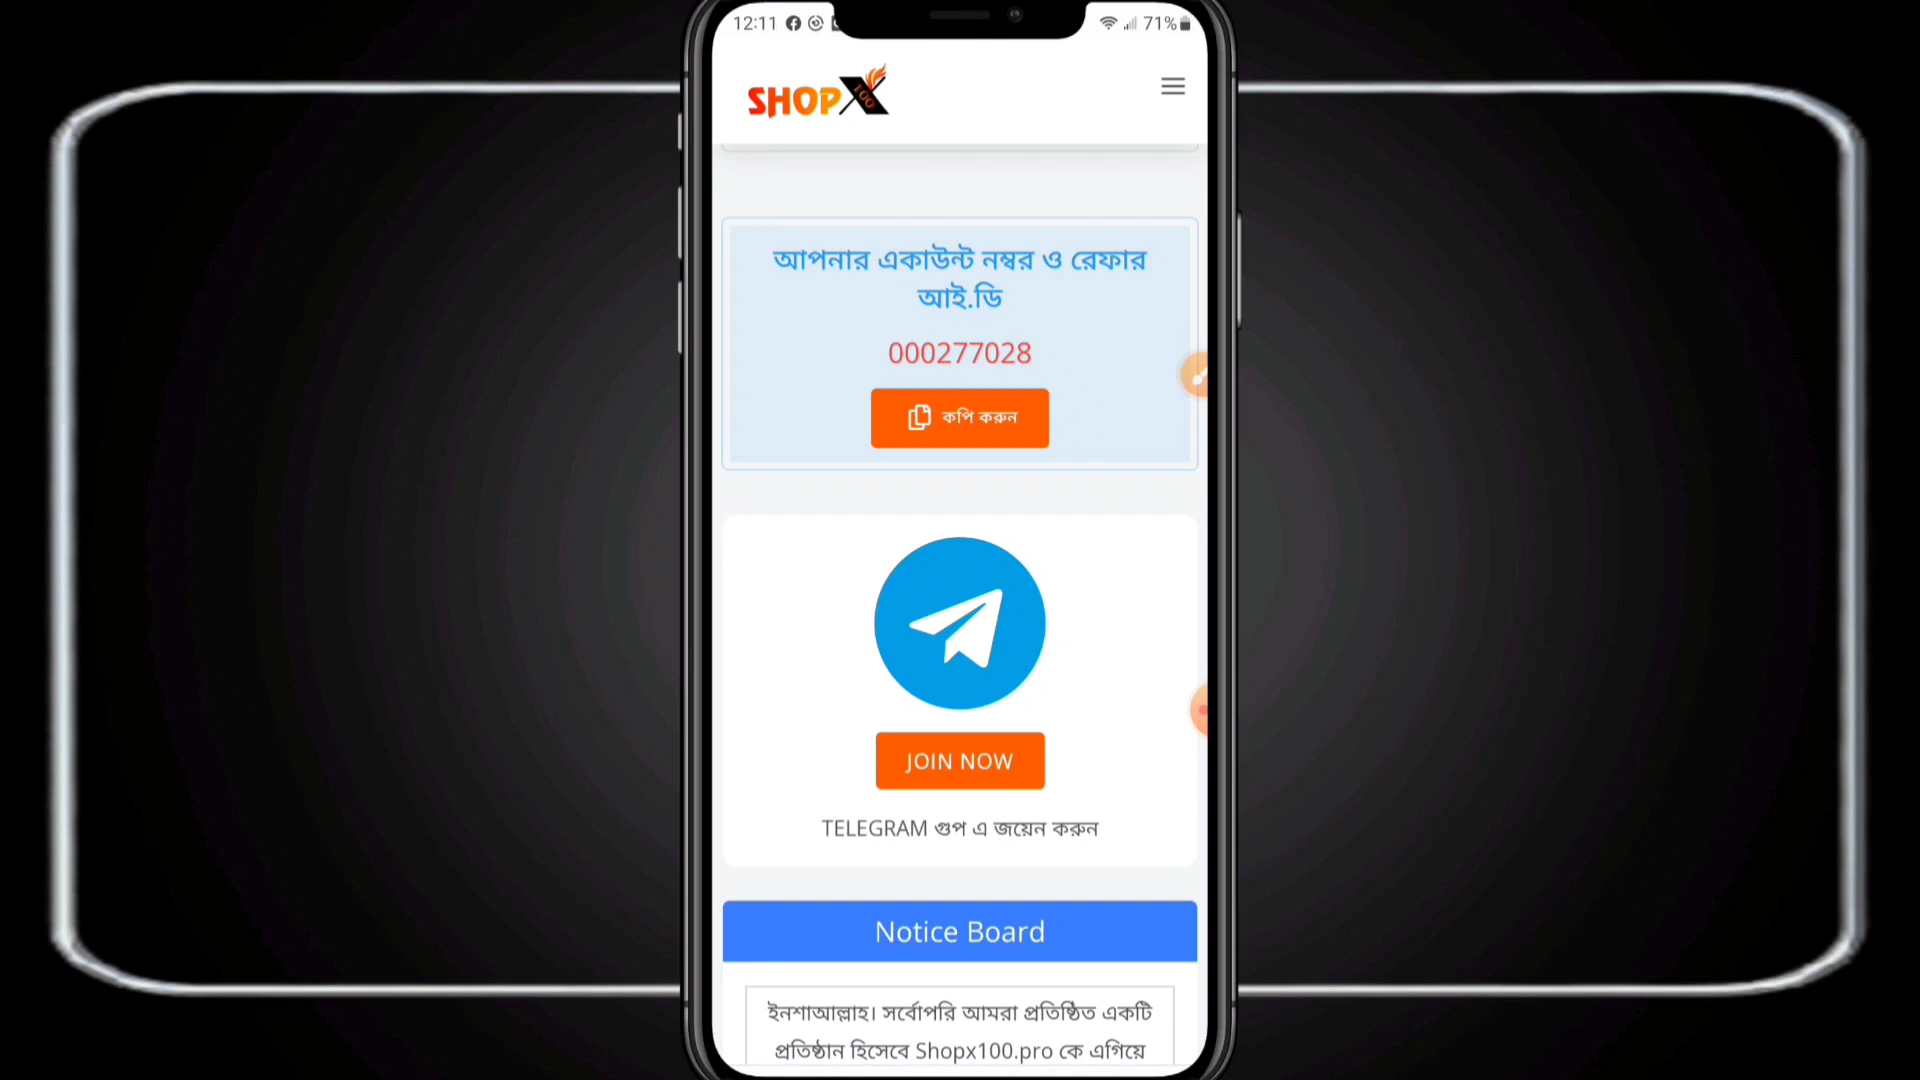 12:11
71%
SHOPX
100
আপনার একাউন্ট নম্বর ও রেফার
আই.ডি
000277028
কপি করুন
JOIN NOW
TELEGRAM গুপ এ জয়েন করুন
Notice Board
ইনশাআল্লাহ। সর্বোপরি আমরা প্রতিষ্ঠিত একটি
প্রতিষ্ঠান হিসেবে Shopx100.pro কে এগিয়ে